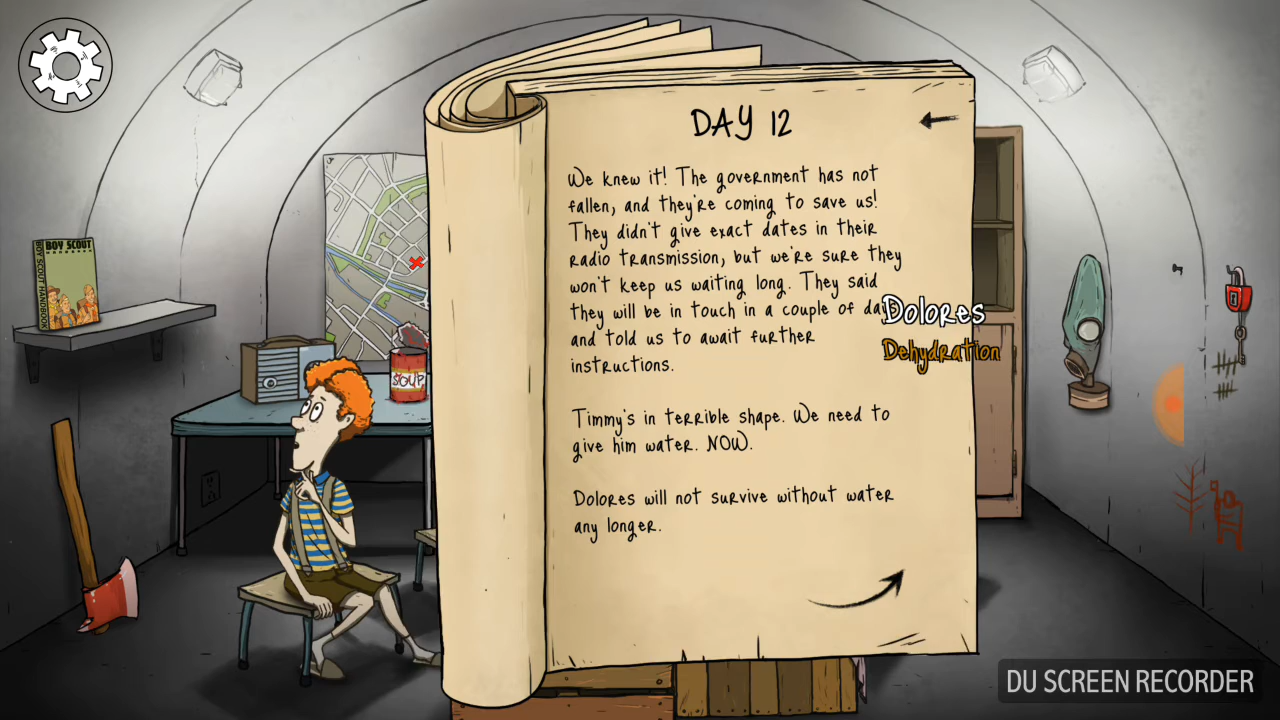 DAY 12
We knew it! The government has not
fallen, and they're coming to save us!
They didn't give exact dates in their
radio transmission, but we're sure they
won't keep us waiting long. They said
they will be in touch in a couple of da
and told us to await further
instructions.
Timmy's in terrible shape. We need to
give him water. NOW.
Dolores will not survive without water
any longer.
Dolores
Dehydration
BOY SCOUT
BOY SCOUT HANDBOOK
SOUP
DU SCREEN RECORDER